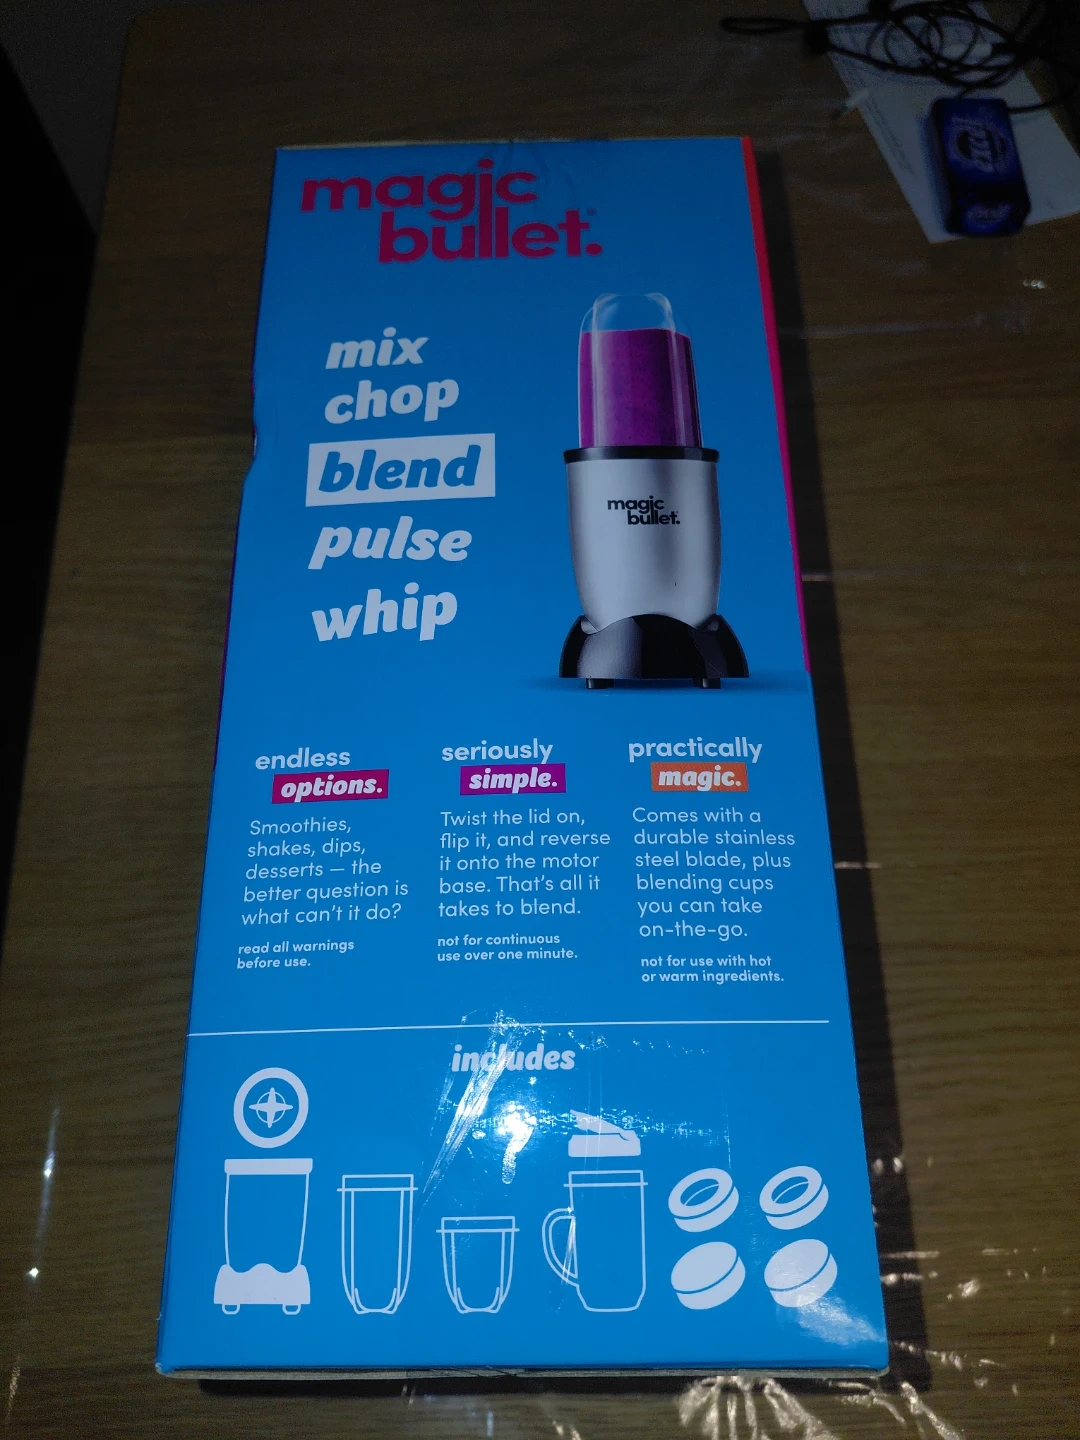 magic
bullet.
mix
chop
blend
pulse
whip
magic
bullet.
endless
options.
Smoothies,
shakes, dips,
desserts — the
better question is
what can't it do?
read all warnings
before use.
seriously
simple.
Twist the lid on,
flip it, and reverse
it onto the motor
base. That's all it
takes to blend.
not for continuous
use over one minute.
practically
magic.
Comes with a
durable stainless
steel blade, plus
blending cups
you can take
on-the-go.
not for use with hot
or warm ingredients.
includes